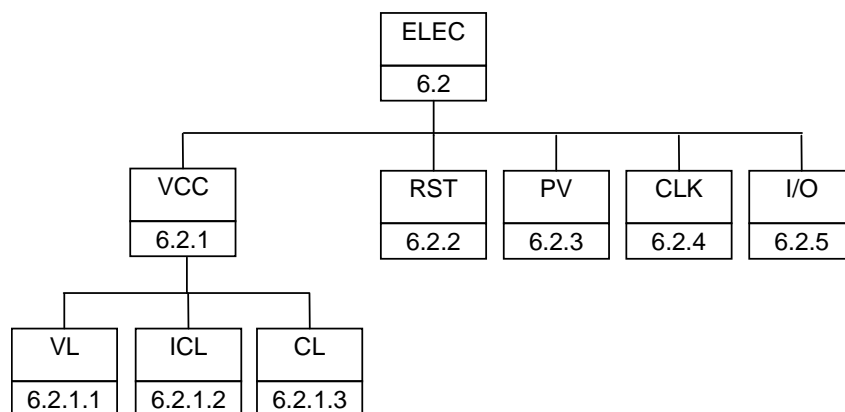 ELEC
6.2
VCC
6.2.1
RST
6.2.2
PV
6.2.3
CLK
6.2.4
I/O
6.2.5
VL
6.2.1.1
ICL
6.2.1.2
CL
6.2.1.3